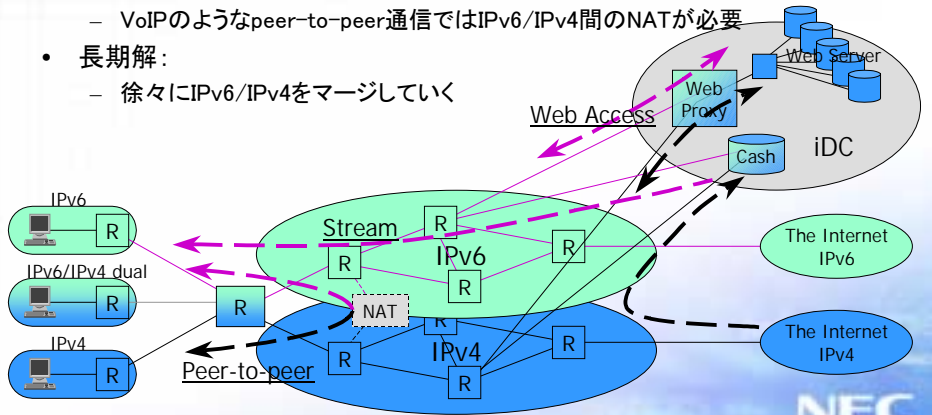 – VoIPのようなpeer-to-peer通信ではIPv6/IPv4間のNATが必要
• 長期解:
– 徐々にIPv6/IPv4をマージしていく
Web Server
Web
Proxy
Web Access
iDC
Cash
IPv6
R
Stream
R
IPv6
R
R
R
The Internet
IPv6
IPv6/IPv4 dual
R
R
NAT
IPv4
R
R
IPv4
R
R
R
The Internet
IPv4
Peer-to-peer
NEC